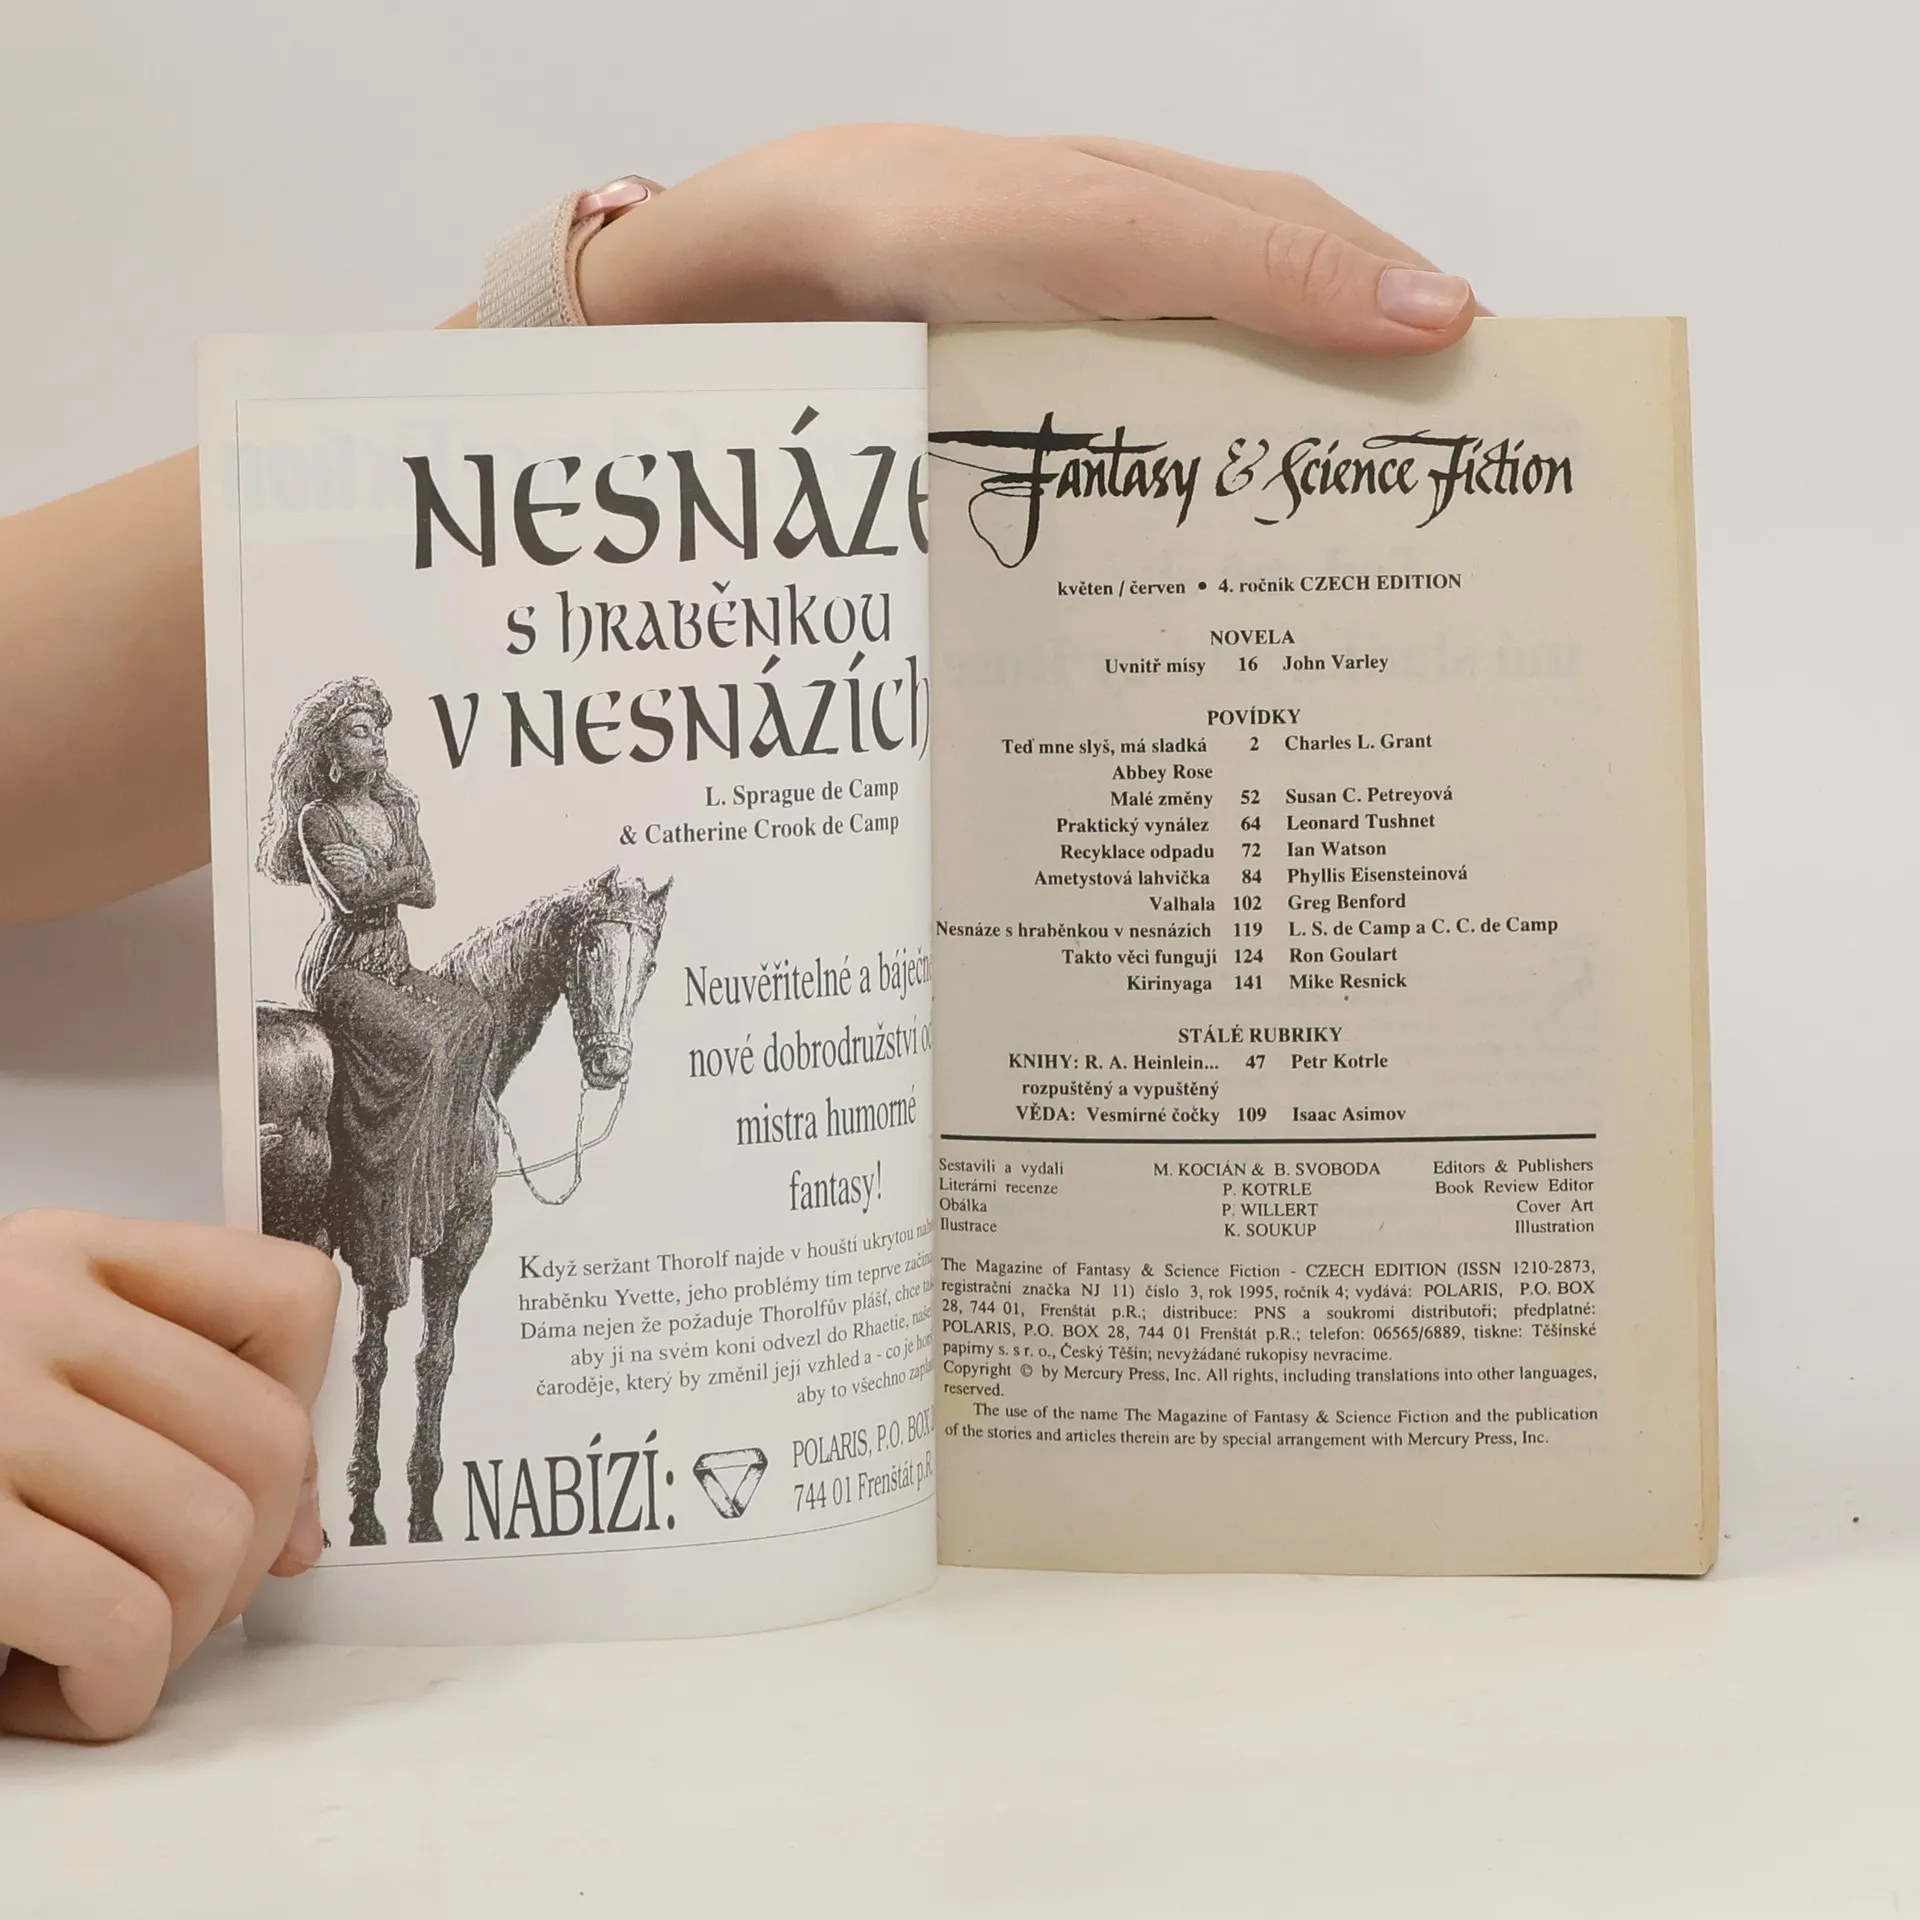 NESNÁZE
S HRABĚNKOU
V NESNÁZÍCH
L. Sprague de Camp
& Catherine Crook de Camp
Neuvěřitelné a
nové dobrodružství
mistra humorné
fantasy!
Když seržant Thorolf najde v houští ukrytou
hraběnku Yvette, jeho problémy tím teprve
Dáma nejen že požaduje Thorolfův plášť, chce
aby ji na svém koni odvezl do Rhaetie,
čaroděje, který by změnil její vzhled a - co je
aby to všechno
NABÍZÍ:
POLARIS, P.O. BOX
744 01 Frenštát p.R.
Fantasy & Science Fiction
květen / červen • 4. ročník CZECH EDITION
NOVELA
Uvnitř mísy 16 John Varley
POVÍDKY
Teď mne slyš, má sladká 2 Charles L. Grant
Abbey Rose
Malé změny 52 Susan C. Petreyová
Praktický vynález 64 Leonard Tushnet
Recyklace odpadu 72 Ian Watson
Ametystová lahvička 84 Phyllis Eisensteinová
Valhala 102 Greg Benford
Nesnáze s hraběnkou v nesnázích 119 L. S. de Camp a C. C. de Camp
Takto věci fungují 124 Ron Goulart
Kirinyaga 141 Mike Resnick
STÁLÉ RUBRIKY
KNIHY: R. A. Heinlein... 47 Petr Kotrle
rozpuštěný a vypuštěný
VĚDA: Vesmírné čočky 109 Isaac Asimov
Sestavili a vydali M. KOCIÁN & B. SVOBODA Editors & Publishers
Literární recenze P. KOTRLE Book Review Editor
Obálka P. WILLERT Cover Art
Ilustrace K. SOUKUP Illustration
The Magazine of Fantasy & Science Fiction - CZECH EDITION (ISSN 1210-2873,
registrační značka NJ 11) číslo 3, rok 1995, ročník 4; vydává: POLARIS, P.O. BOX
28, 744 01, Frenštát p.R.; distribuce: PNS a soukromí distributoři; předplatné:
POLARIS, P.O. BOX 28, 744 01 Frenštát p.R.; telefon: 06565/6889, tiskne: Těšínské
papírny s. s r. o., Český Těšín; nevyžádané rukopisy nevracíme.
Copyright © by Mercury Press, Inc. All rights, including translations into other languages,
reserved.
The use of the name The Magazine of Fantasy & Science Fiction and the publication
of the stories and articles therein are by special arrangement with Mercury Press, Inc.